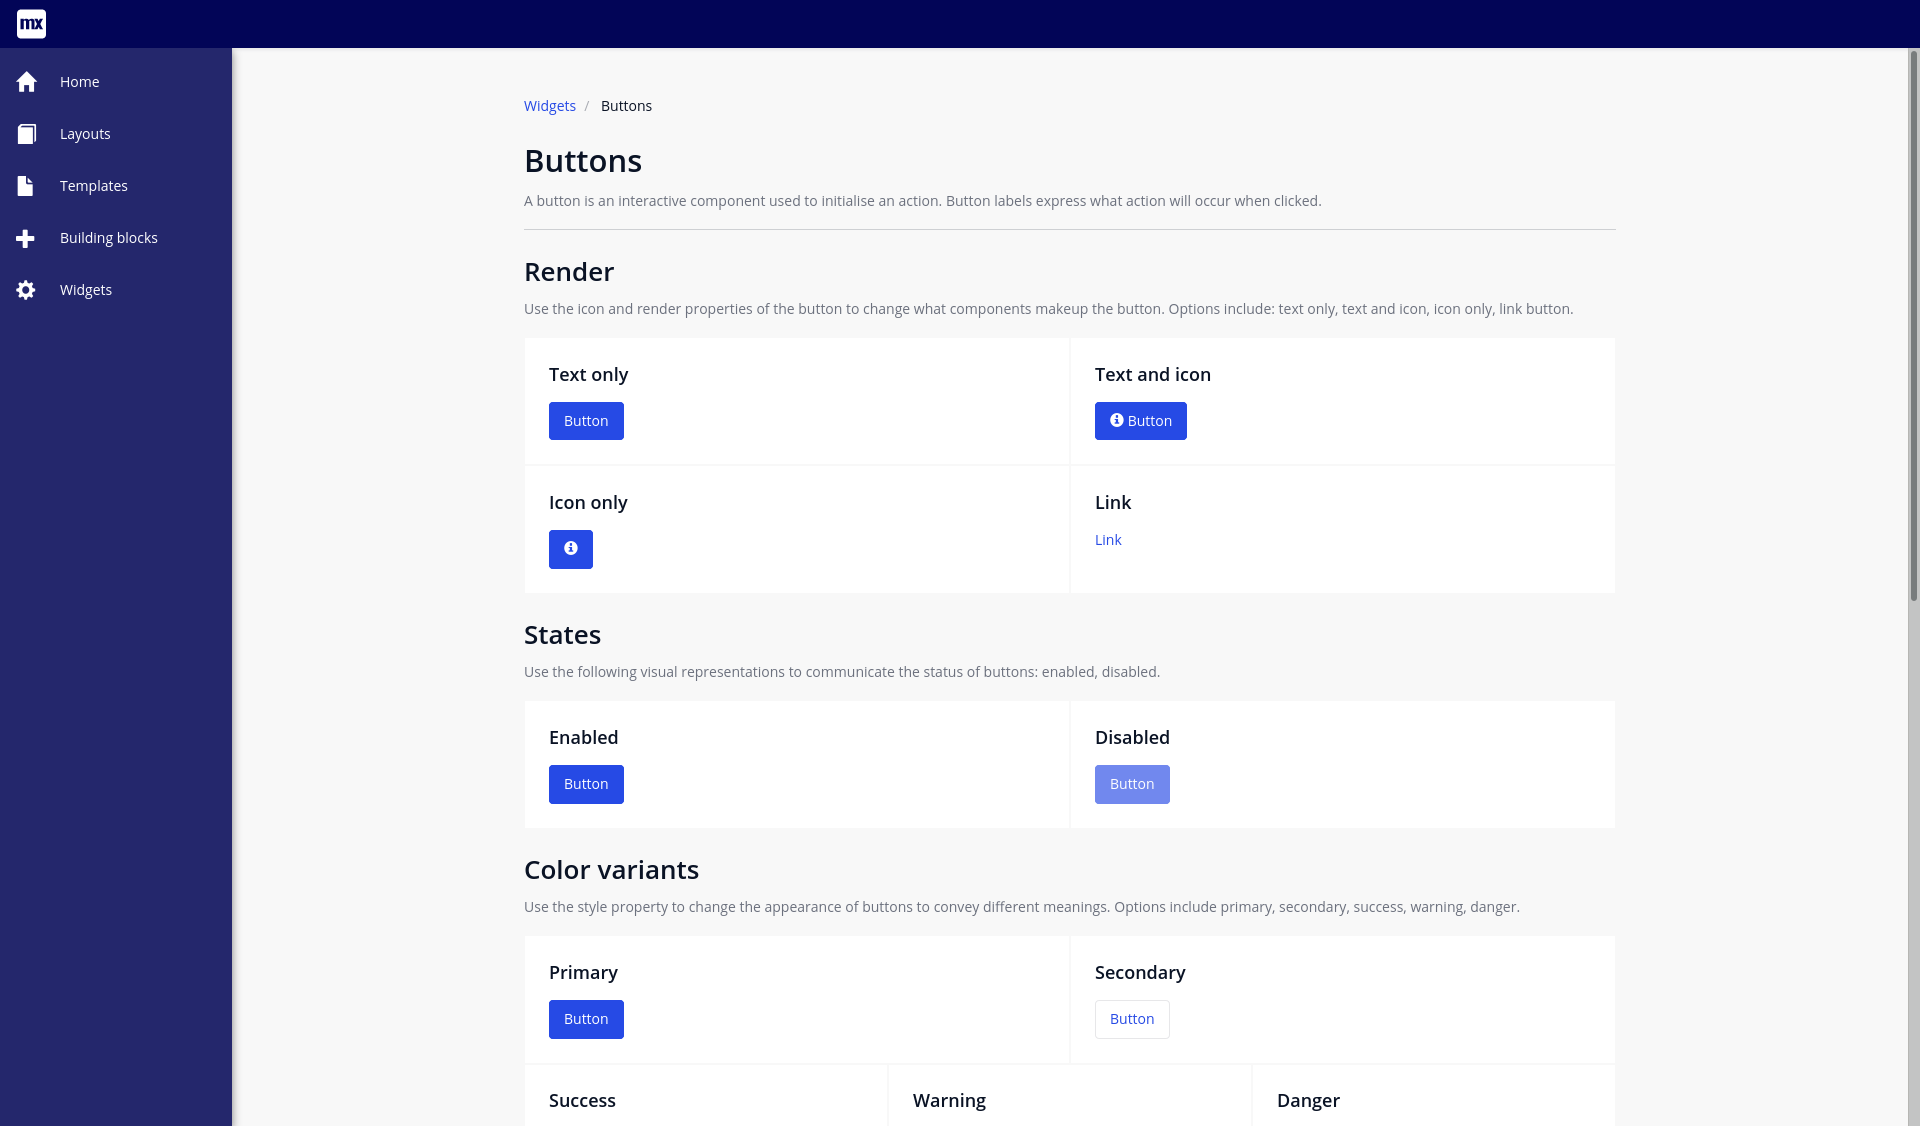 mx
Home
Layouts
Templates
Building blocks
Widgets
Widgets / Buttons
Buttons
A button is an interactive component used to initialise an action. Button labels express what action will occur when clicked.
Render
Use the icon and render properties of the button to change what components makeup the button. Options include: text only, text and icon, icon only, link button.
Text only
Button
Text and icon
Button
Icon only
Link
Link
States
Use the following visual representations to communicate the status of buttons: enabled, disabled.
Enabled
Button
Disabled
Button
Color variants
Use the style property to change the appearance of buttons to convey different meanings. Options include primary, secondary, success, warning, danger.
Primary
Button
Secondary
Button
Success
Warning
Danger